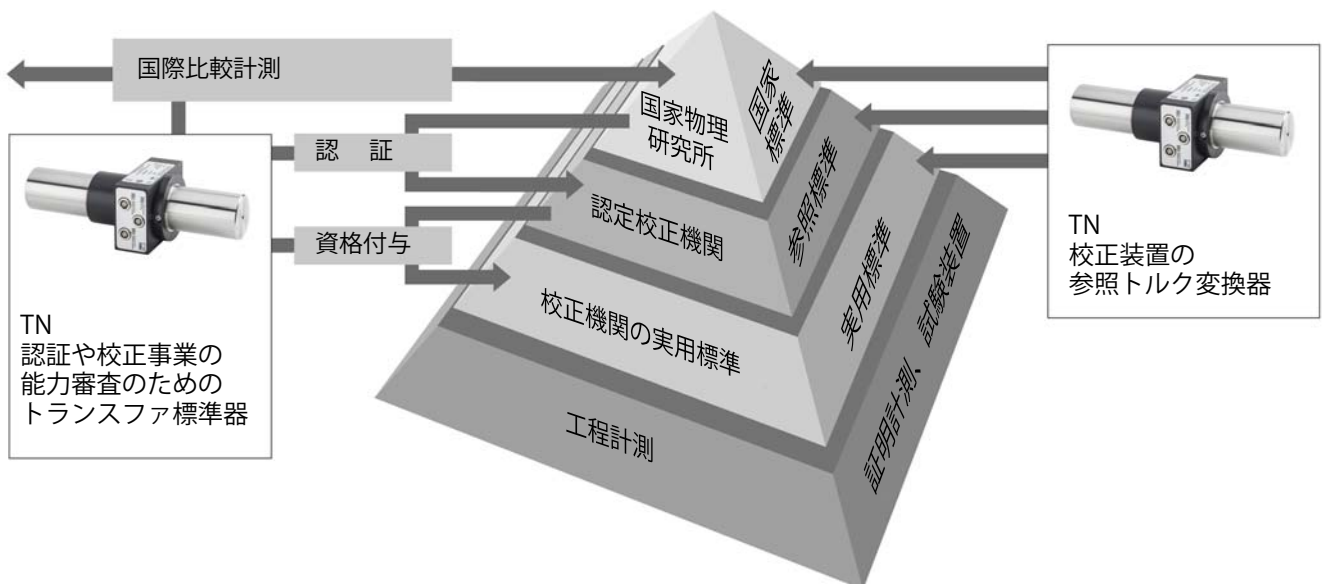 国際比較計測
認 証
資格付与
TN
認証や校正事業の
能力審査のための
トランスファ標準器
国家物理
研究所
認定校正機関
校正機関の実用標準
工程計測
国家
標準
参照標準
実用標準
証明計測、試験装置
TN
校正装置の
参照トルク変換器